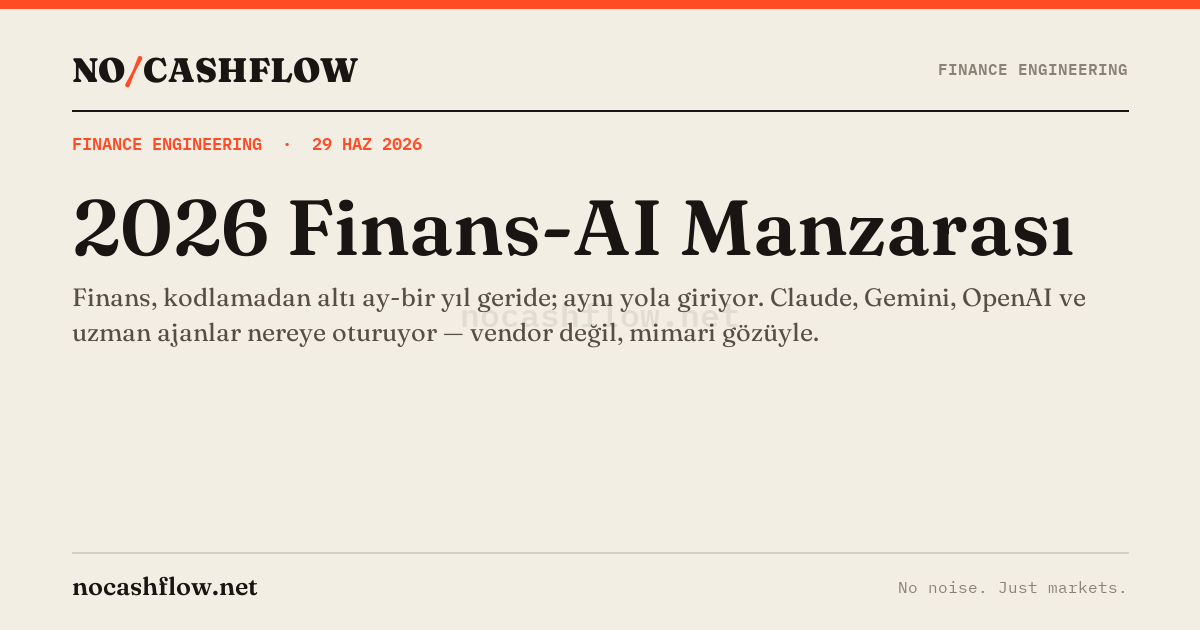 NO/CASHFLOW
FINANCE ENGINEERING
FINANCE ENGINEERING · 29 HAZ 2026
2026 Finans-AI Manzarası
Finans, kodlamadan altı ay-bir yıl geride; aynı yola giriyor. Claude, Gemini, OpenAI ve
nocashflow.net
uzman ajanlar nereye oturuyor — vendor değil, mimari gözüyle.
nocashflow.net
No noise. Just markets.